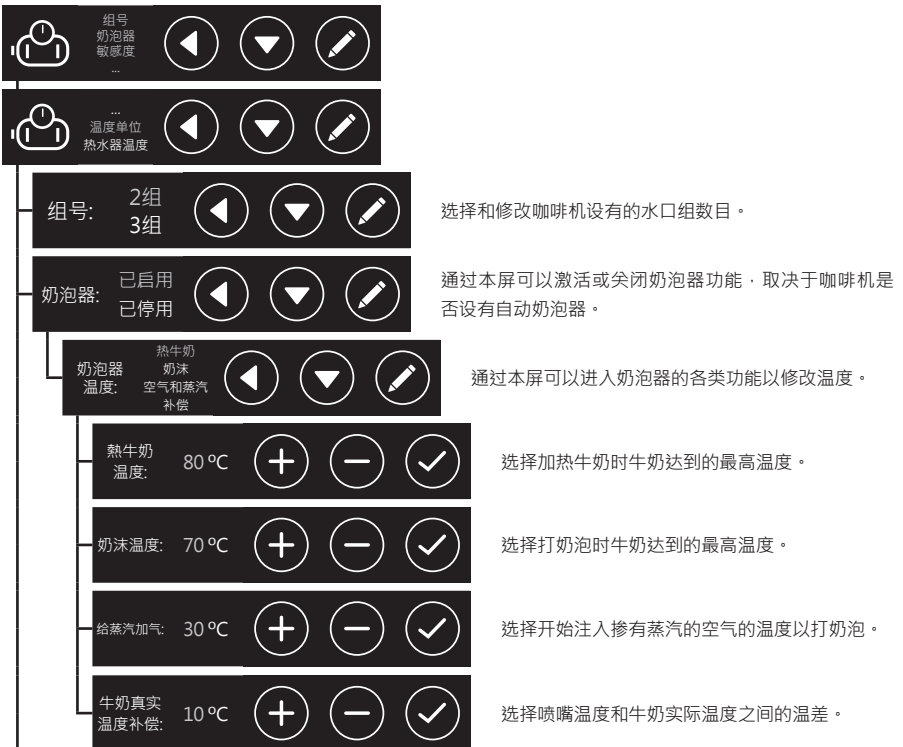 组号
奶泡器
敏感度
...
...
温度单位
热水器温度
组号:
2组
3组
选择和修改咖啡机设有的水口组数目。
奶泡器:
已启用
已停用
通过本屏可以激活或关闭奶泡器功能，取决于咖啡机是
否设有自动奶泡器。
奶泡器
温度:
热牛奶
奶沫
空气和蒸汽
补偿
通过本屏可以进入奶泡器的各类功能以修改温度。
熱牛奶
温度:
80 ºC
选择加热牛奶时牛奶达到的最高温度。
奶沫温度:
70 ºC
选择打奶泡时牛奶达到的最高温度。
给蒸汽加气:
30 ºC
选择开始注入掺有蒸汽的空气的温度以打奶泡。
牛奶真实
温度补偿:
10 ºC
选择喷嘴温度和牛奶实际温度之间的温差。